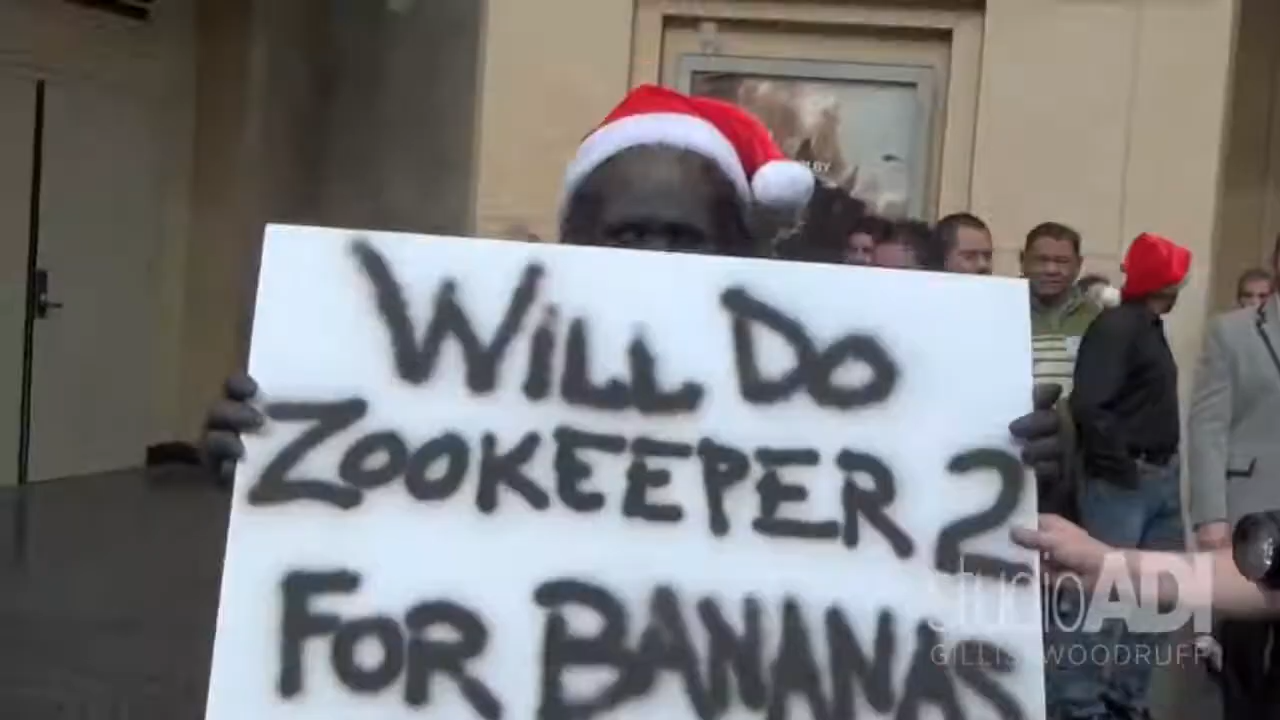 WiLL DO
ZOOKEEPER 2
FOR BANANAS
studioADI
GILLIS WOODRUFF